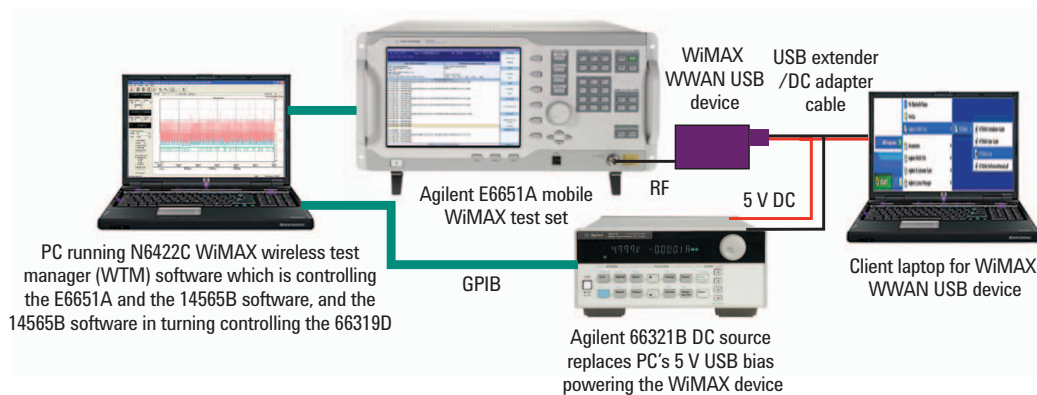 WiMAX
WWAN USB
device
USB extender
/DC adapter
cable
Agilent E6651A mobile
WiMAX test set
RF
5 V DC
PC running N6422C WiMAX wireless test
manager (WTM) software which is controlling
the E6651A and the 14565B software, and the
14565B software in turning controlling the 66319D
GPIB
Client laptop for WiMAX
WWAN USB device
Agilent 66321B DC source
replaces PC's 5 V USB bias
powering the WiMAX device